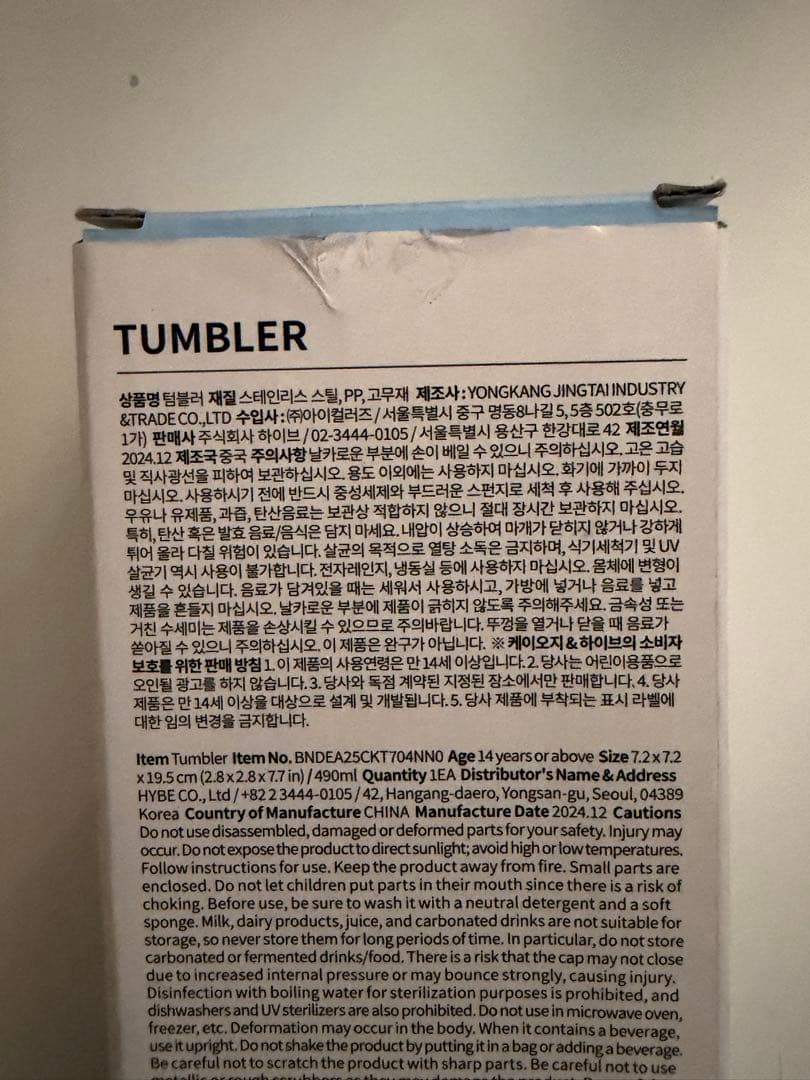 TUMBLER
상품명 텀블러 재질 스테인리스 스틸, PP, 고무재 제조사 : YONGKANG JINGTAI INDUSTRY
&TRADE CO.,LTD 수입사 : ㈜아이컬러즈 / 서울특별시 중구 명동8나길 5, 5층 502호(충무로
1가) 판매사 주식회사 하이브 / 02-3444-0105 / 서울특별시 용산구 한강대로 42 제조연월
2024.12 제조국 중국 주의사항 날카로운 부분에 손이 베일 수 있으니 주의하십시오. 고온 고습
및 직사광선을 피하여 보관하십시오. 용도 이외에는 사용하지 마십시오. 화기에 가까이 두지
마십시오. 사용하시기 전에 반드시 중성세제와 부드러운 스펀지로 세척 후 사용해 주십시오.
우유나 유제품, 과즙, 탄산음료는 보관상 적합하지 않으니 절대 장시간 보관하지 마십시오.
특히, 탄산 혹은 발효 음료/음식은 담지 마세요. 내압이 상승하여 마개가 닫히지 않거나 강하게
튀어 올라 다칠 위험이 있습니다. 살균의 목적으로 열탕 소독은 금지하며, 식기세척기 및 UV
살균기 역시 사용이 불가합니다. 전자레인지, 냉동실 등에 사용하지 마십시오. 몸체에 변형이
생길 수 있습니다. 음료가 담겨있을 때는 세워서 사용하시고, 가방에 넣거나 음료를 넣고
제품을 흔들지 마십시오. 날카로운 부분에 제품이 긁히지 않도록 주의해주세요. 금속성 또는
거친 수세미는 제품을 손상시킬 수 있으므로 주의바랍니다. 뚜껑을 열거나 닫을 때 음료가
쏟아질 수 있으니 주의하십시오. 이 제품은 완구가 아닙니다. ※ 케이오지 & 하이브의 소비자
보호를 위한 판매 방침 1. 이 제품의 사용연령은 만 14세 이상입니다. 2. 당사는 어린이용품으로
오인될 광고를 하지 않습니다. 3. 당사와 독점 계약된 지정된 장소에서만 판매합니다. 4. 당사
제품은 만 14세 이상을 대상으로 설계 및 개발됩니다. 5. 당사 제품에 부착되는 표시 라벨에
대한 임의 변경을 금지합니다.
Item Tumbler Item No. BNDEA25CKT704NN0 Age 14 years or above Size 7.2 x 7.2
x 19.5 cm (2.8 x 2.8 x 7.7 in) / 490ml Quantity 1EA Distributor's Name & Address
HYBE CO., Ltd / +82 2 3444-0105 / 42, Hangang-daero, Yongsan-gu, Seoul, 04389
Korea Country of Manufacture CHINA Manufacture Date 2024.12 Cautions
Do not use disassembled, damaged or deformed parts for your safety. Injury may
occur. Do not expose the product to direct sunlight; avoid high or low temperatures.
Follow instructions for use. Keep the product away from fire. Small parts are
enclosed. Do not let children put parts in their mouth since there is a risk of
choking. Before use, be sure to wash it with a neutral detergent and a soft
sponge. Milk, dairy products, juice, and carbonated drinks are not suitable for
storage, so never store them for long periods of time. In particular, do not store
carbonated or fermented drinks/food. There is a risk that the cap may not close
due to increased internal pressure or may bounce strongly, causing injury.
Disinfection with boiling water for sterilization purposes is prohibited, and
dishwashers and UV sterilizers are also prohibited. Do not use in microwave oven,
freezer, etc. Deformation may occur in the body. When it contains a beverage,
use it upright. Do not shake the product by putting it in a bag or adding a beverage.
Be careful not to scratch the product with sharp parts. Be careful not to use